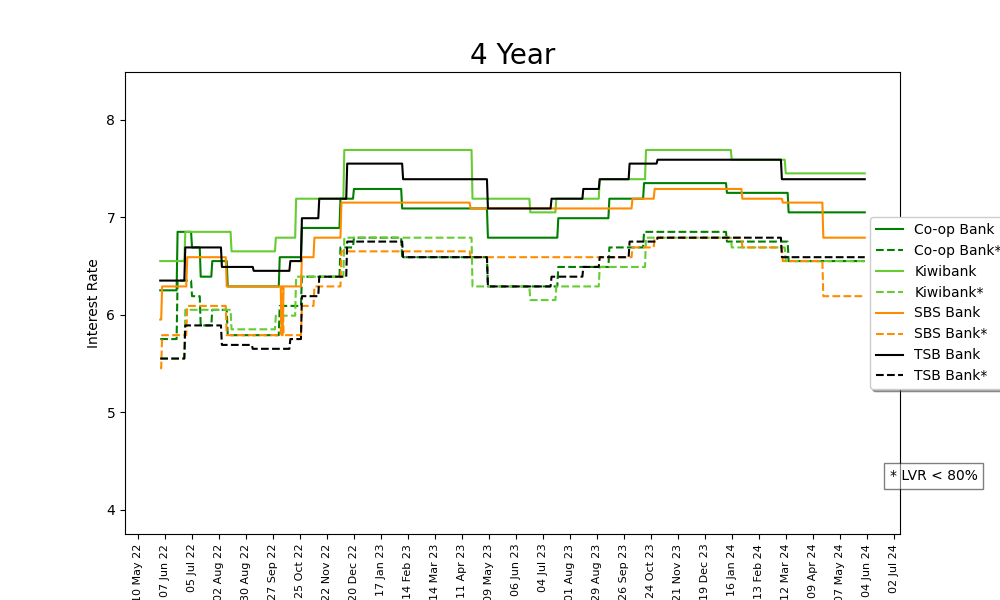 4 Year
Interest Rate
8
7
6
5
4
10 May 22
07 Jun 22
05 Jul 22
02 Aug 22
30 Aug 22
27 Sep 22
25 Oct 22
22 Nov 22
20 Dec 22
17 Jan 23
14 Feb 23
14 Mar 23
11 Apr 23
09 May 23
06 Jun 23
04 Jul 23
01 Aug 23
29 Aug 23
26 Sep 23
24 Oct 23
21 Nov 23
19 Dec 23
16 Jan 24
13 Feb 24
12 Mar 24
09 Apr 24
07 May 24
04 Jun 24
02 Jul 24
Co-op Bank
Co-op Bank*
Kiwibank
Kiwibank*
SBS Bank
SBS Bank*
TSB Bank
TSB Bank*
* LVR < 80%